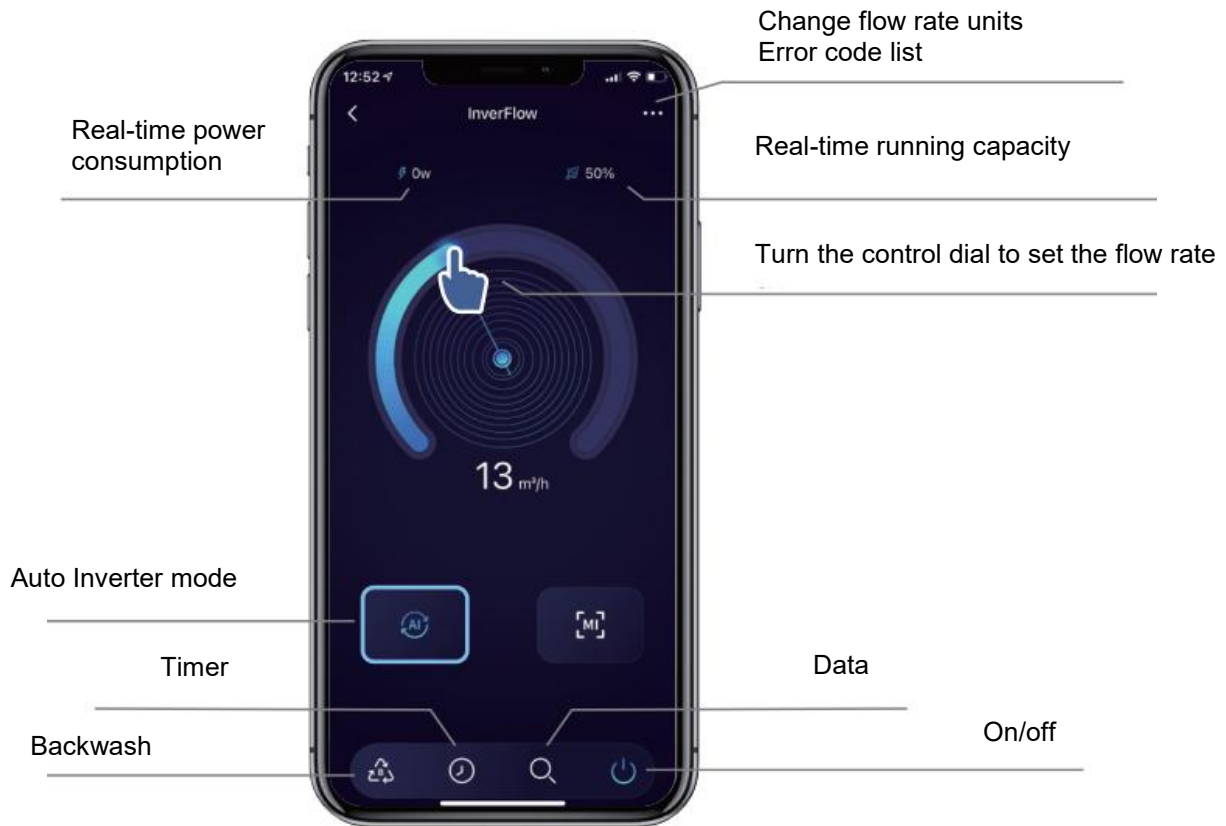 Change flow rate units
Error code list
12:52
InverFlow
Real-time power
consumption
Real-time running capacity
0w
50%
Turn the control dial to set the flow rate
13 m³/h
Auto Inverter mode
AI
MI
Timer
Data
Backwash
On/off